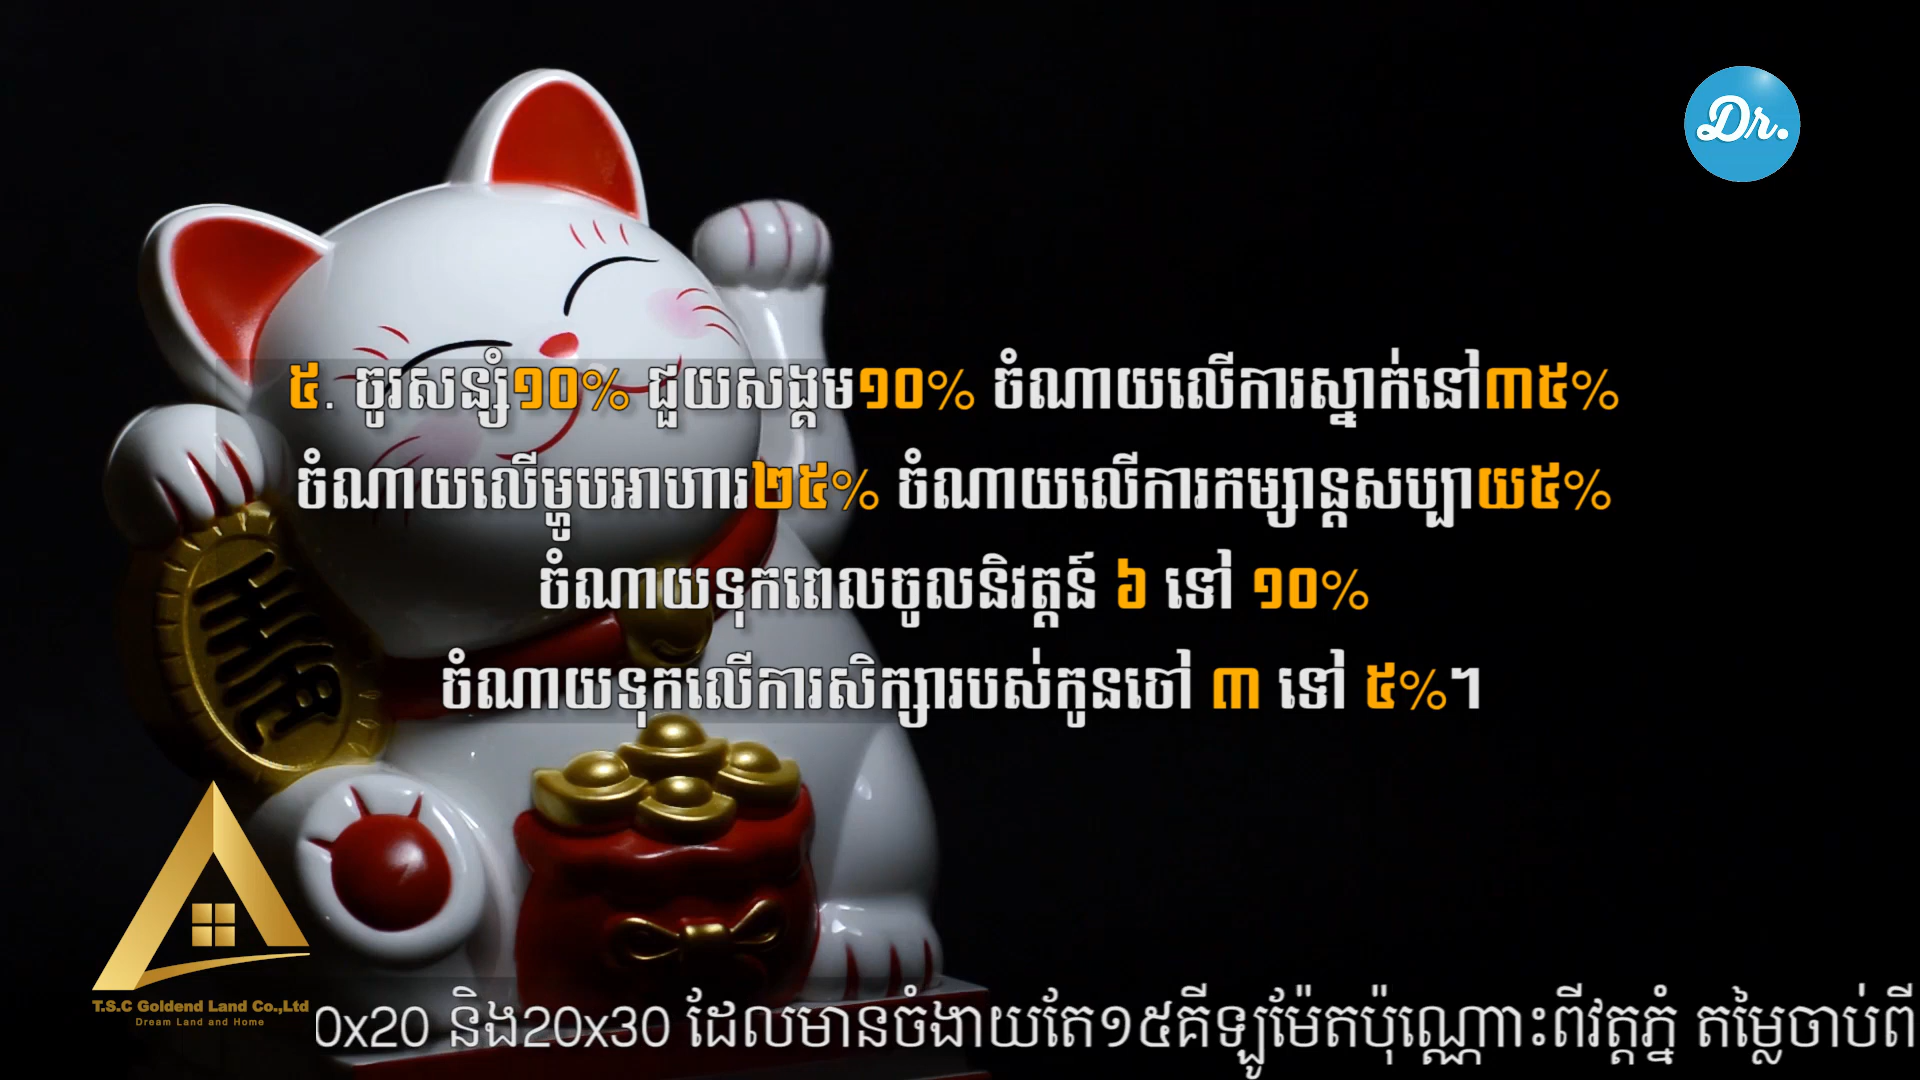 Dr.
៥. ចូរសន្សំ១០% ជួយសង្គម១០% ចំណាយលើការស្នាក់នៅ៣៥%
ចំណាយលើម្ហូបអាហារ២៥% ចំណាយលើការកម្សាន្តសប្បាយ៥%
ចំណាយទុកពេលចូលនិវត្តន៍ ៦ ទៅ ១០%
ចំណាយទុកលើការសិក្សារបស់កូនចៅ ៣ ទៅ ៥%។
T.S.C Goldend Land Co.,Ltd
Dream Land and Home
0x20 និង20x30 ដែលមានចំងាយតែ១៥គីឡូម៉ែតប៉ុណ្ណោាះពីវត្តភ្នំ តម្លៃចាប់ពី